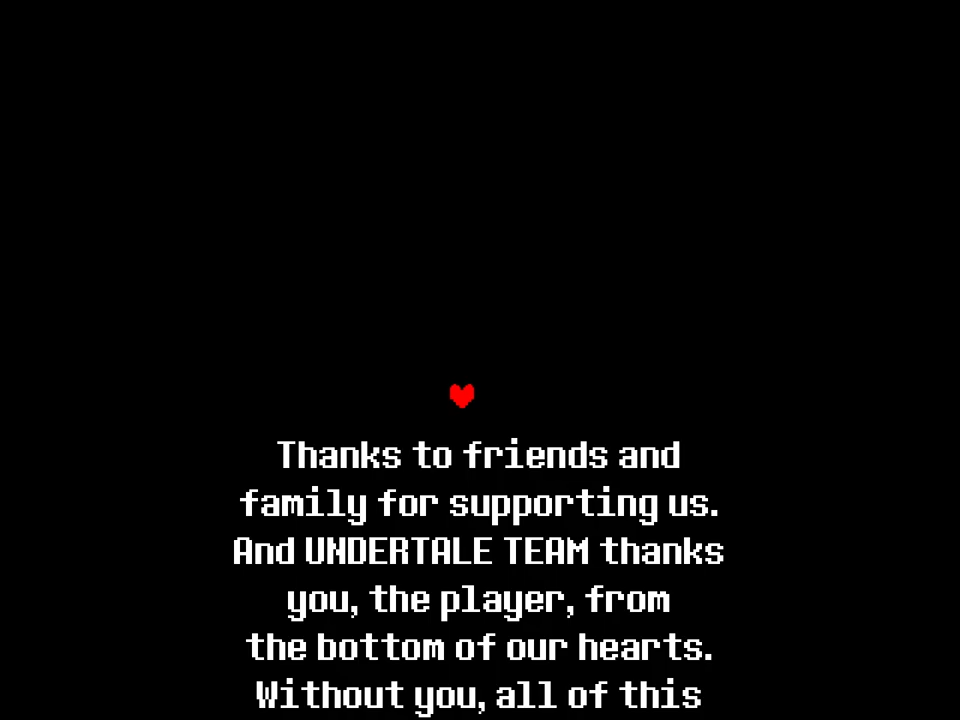 Thanks to friends and
family for supporting us.
And UNDERTALE TEAM thanks
you, the player, from
the bottom of our hearts.
Without you, all of this